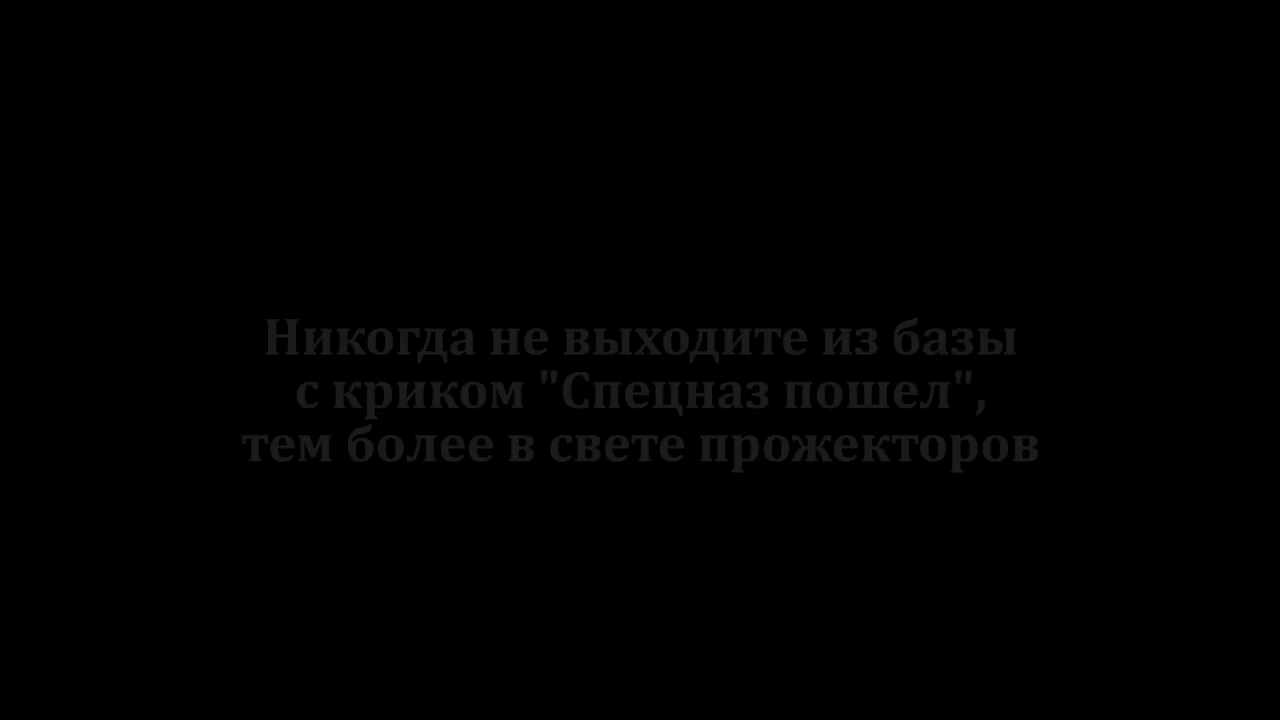 Никогда не выходите из базы
с криком "Спецназ пошел",
тем более в свете прожекторов